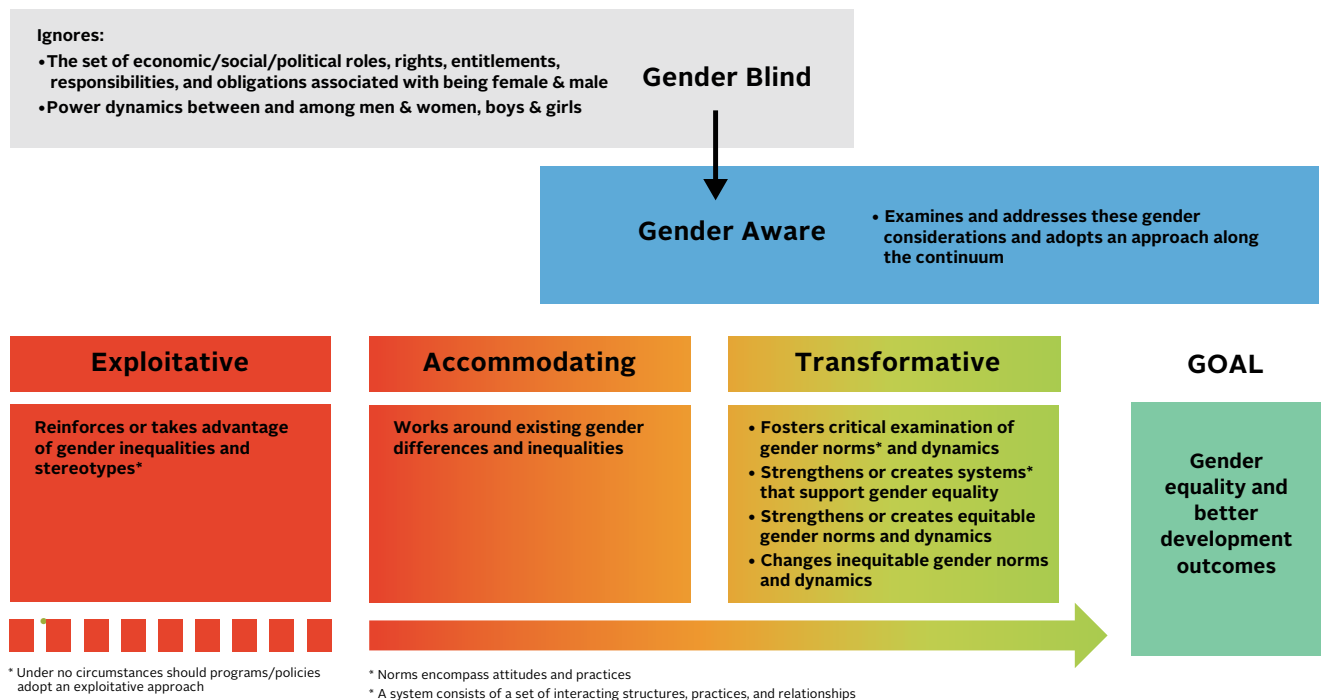 Ignores:
•The set of economic/social/political roles, rights, entitlements,
responsibilities, and obligations associated with being female & male
•Power dynamics between and among men & women, boys & girls
Gender Blind
Gender Aware
• Examines and addresses these gender
considerations and adopts an approach along
the continuum
Exploitative
Reinforces or takes advantage
of gender inequalities and
stereotypes*
Accommodating
Works around existing gender
differences and inequalities
Transformative
• Fosters critical examination of
gender norms* and dynamics
• Strengthens or creates systems*
that support gender equality
• Strengthens or creates equitable
gender norms and dynamics
• Changes inequitable gender norms
and dynamics
GOAL
Gender
equality and
better
development
outcomes
* Under no circumstances should programs/policies
adopt an exploitative approach
* Norms encompass attitudes and practices
* A system consists of a set of interacting structures, practices, and relationships